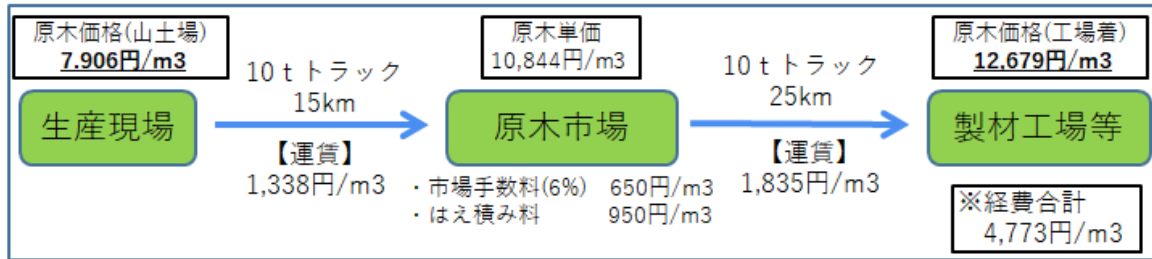 原木価格(山土場)
7.906円/m3
生産現場
10ｔトラック
15km
【運賃】
1,338円/m3
原木単価
10,844円/m3
原木市場
・市場手数料(6%) 650円/m3
・はえ積み料 950円/m3
10ｔトラック
25km
【運賃】
1,835円/m3
原木価格(工場着)
12,679円/m3
製材工場等
※経費合計
4,773円/m3